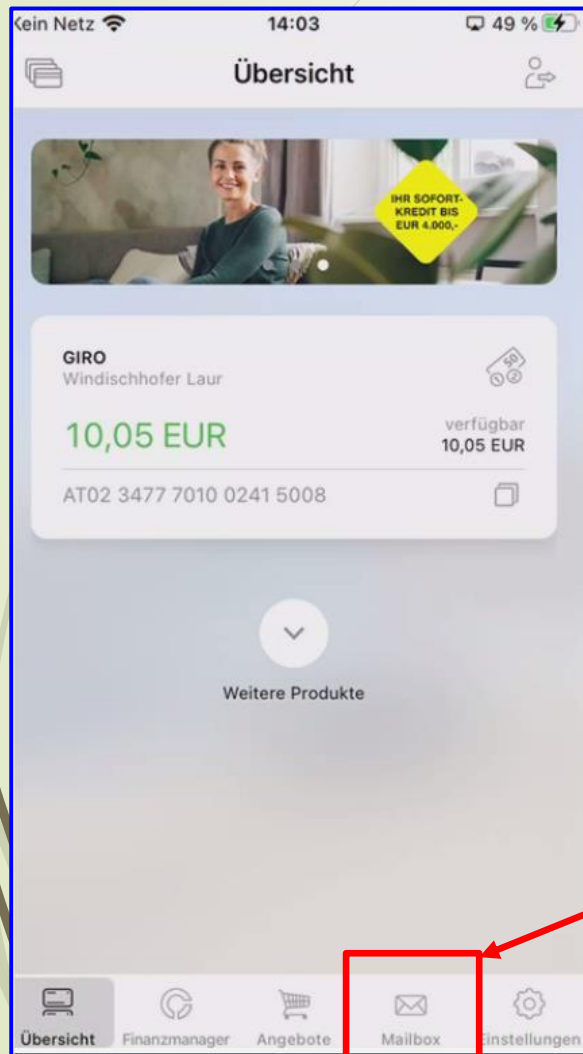 Kein Netz 14:03 49 %
Übersicht
IHR SOFORT-
KREDIT BIS
EUR 4.000,-
GIRO
Windischhofer Laur
10,05 EUR
verfügbar
10,05 EUR
AT02 3477 7010 0241 5008
Weitere Produkte
Übersicht Finanzmanager Angebote Mailbox Einstellungen